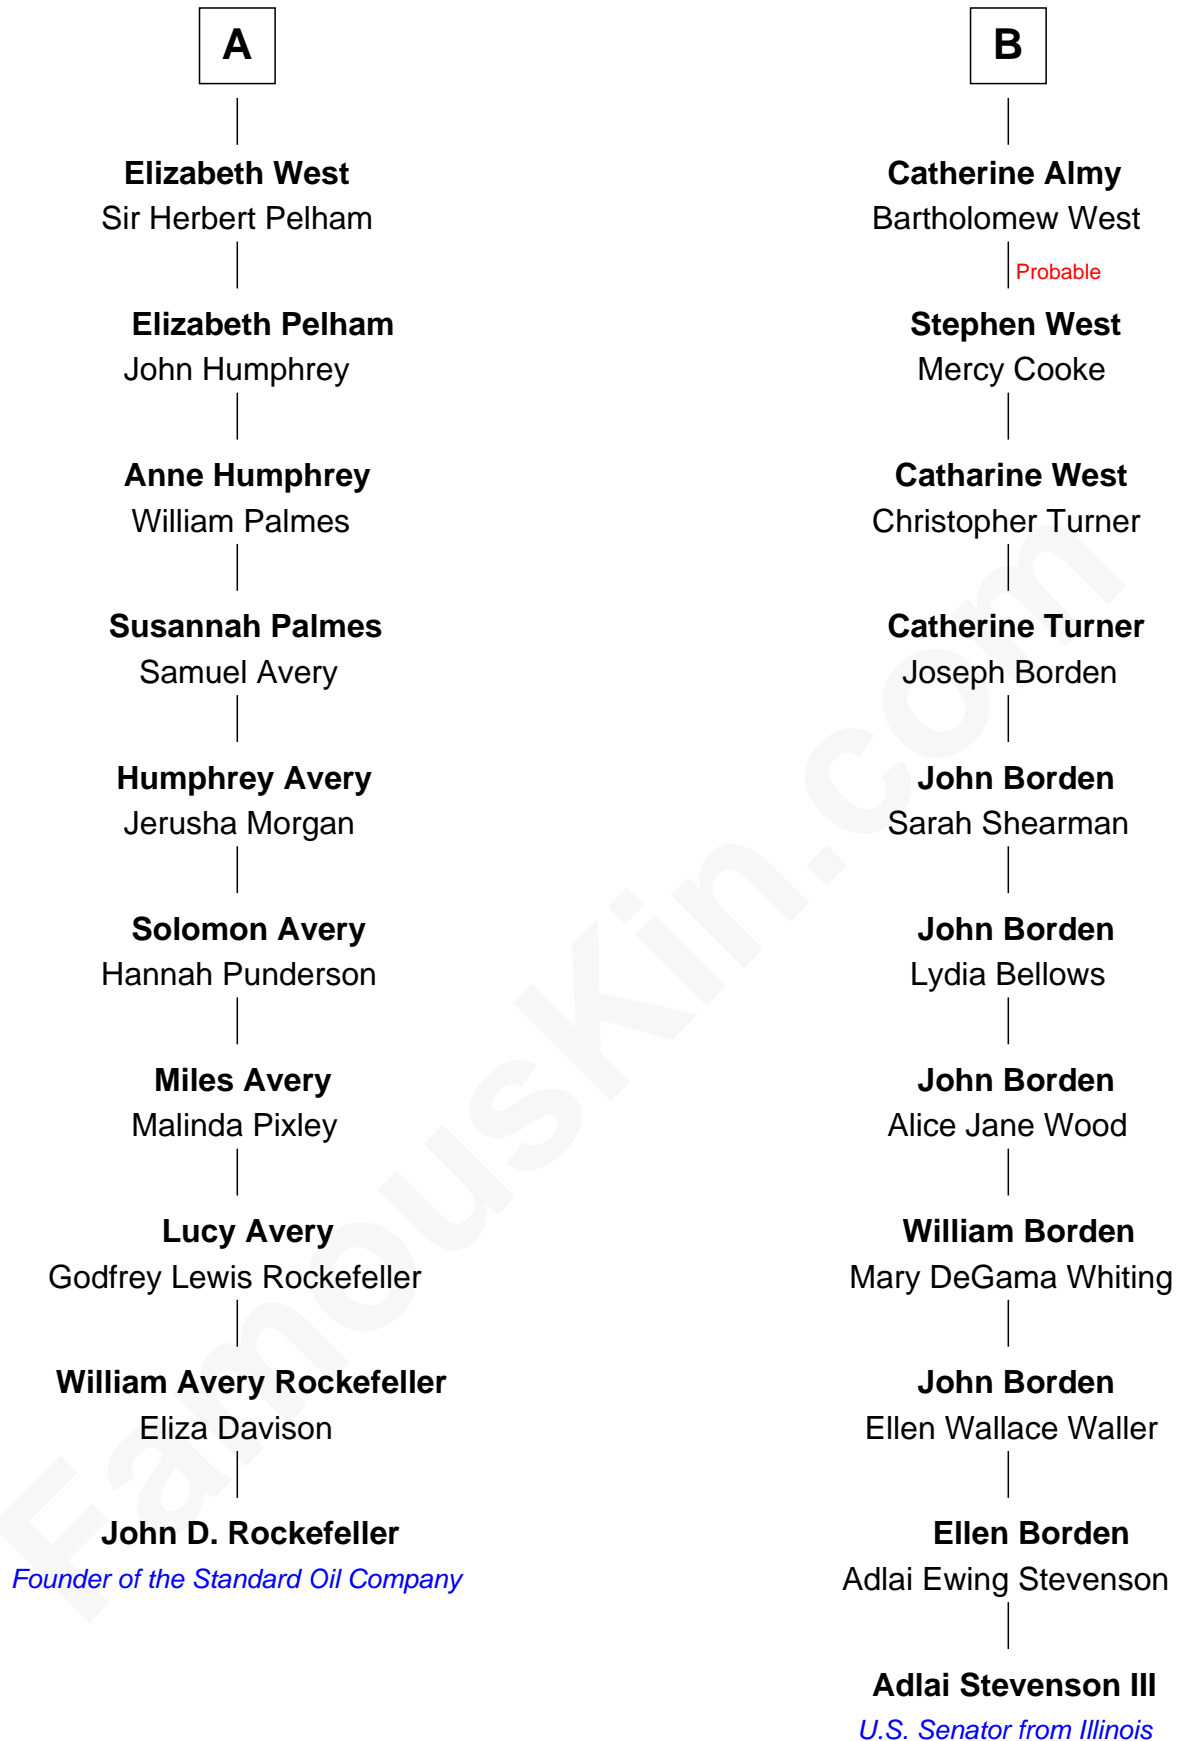 A
Elizabeth West
Sir Herbert Pelham
Elizabeth Pelham
John Humphrey
Anne Humphrey
William Palmes
Susannah Palmes
Samuel Avery
Humphrey Avery
Jerusha Morgan
Solomon Avery
Hannah Punderson
Miles Avery
Malinda Pixley
Lucy Avery
Godfrey Lewis Rockefeller
William Avery Rockefeller
Eliza Davison
John D. Rockefeller
Founder of the Standard Oil Company
B
Catherine Almy
Bartholomew West
Probable
Stephen West
Mercy Cooke
Catharine West
Christopher Turner
Catherine Turner
Joseph Borden
John Borden
Sarah Shearman
John Borden
Lydia Bellows
John Borden
Alice Jane Wood
William Borden
Mary DeGama Whiting
John Borden
Ellen Wallace Waller
Ellen Borden
Adlai Ewing Stevenson
Adlai Stevenson III
U.S. Senator from Illinois
FamousKin.com